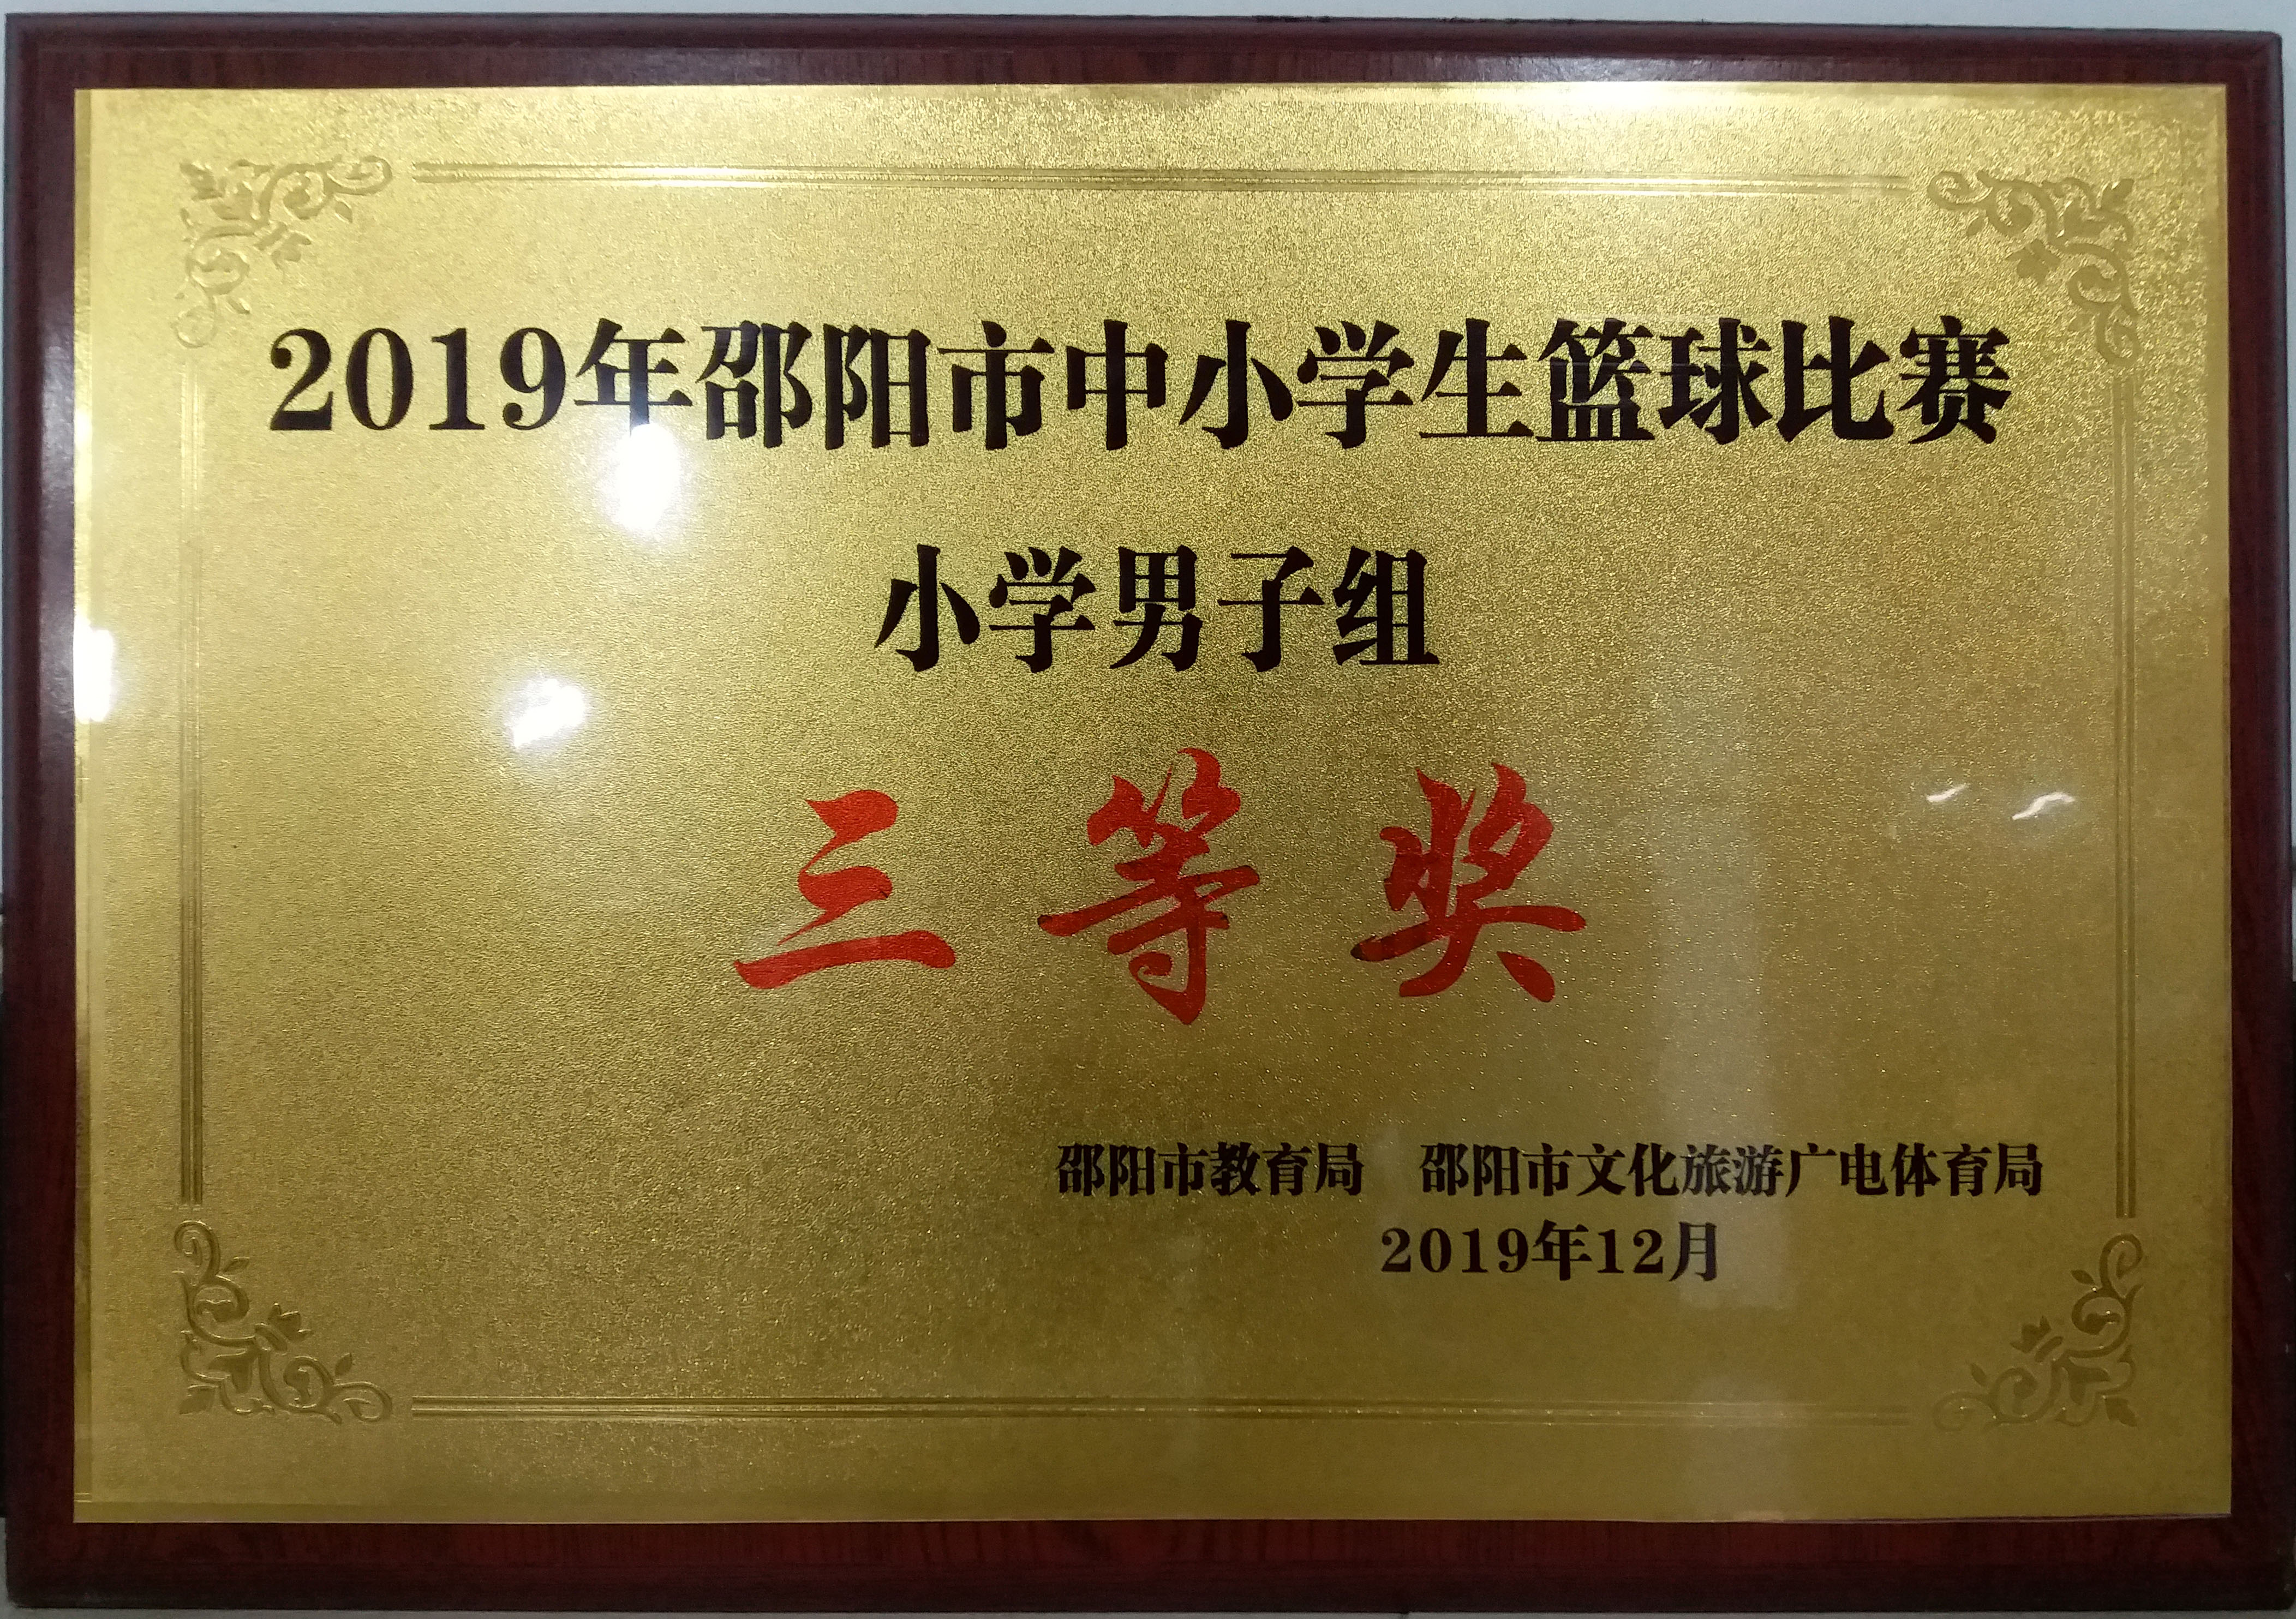 2019年邵阳市中小学生篮球比赛
小学男子组
三等奖
邵阳市教育局 邵阳市文化旅游广电体育局
2019年12月